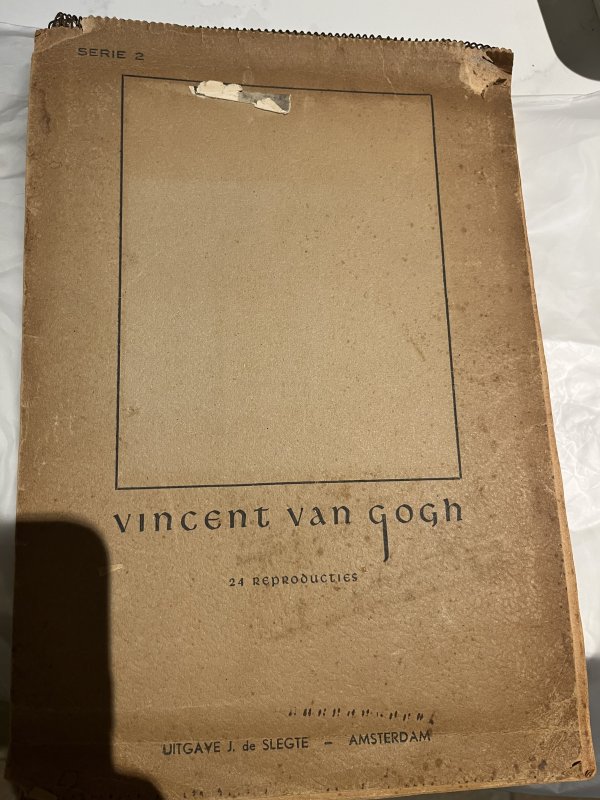 SERIE 2
VINCENT VAN GOGH
24 REPRODUCTIES
UITGAVE J. de SLEGTE – AMSTERDAM